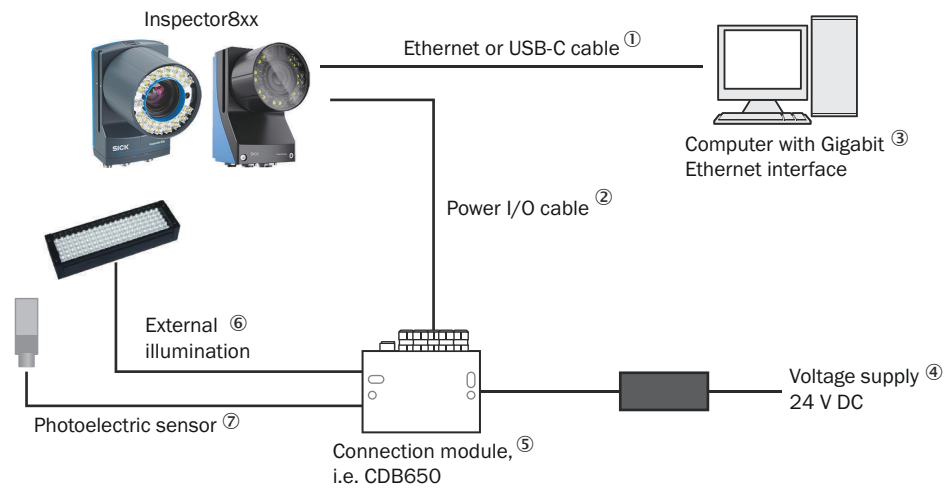 Inspector8xx
Ethernet or USB-C cable ①
SICK
SICK
Computer with Gigabit ③
Ethernet interface
Power I/O cable ②
External ⑥
illumination
Voltage supply ④
24 V DC
Photoelectric sensor ⑦
Connection module, ⑤
i.e. CDB650